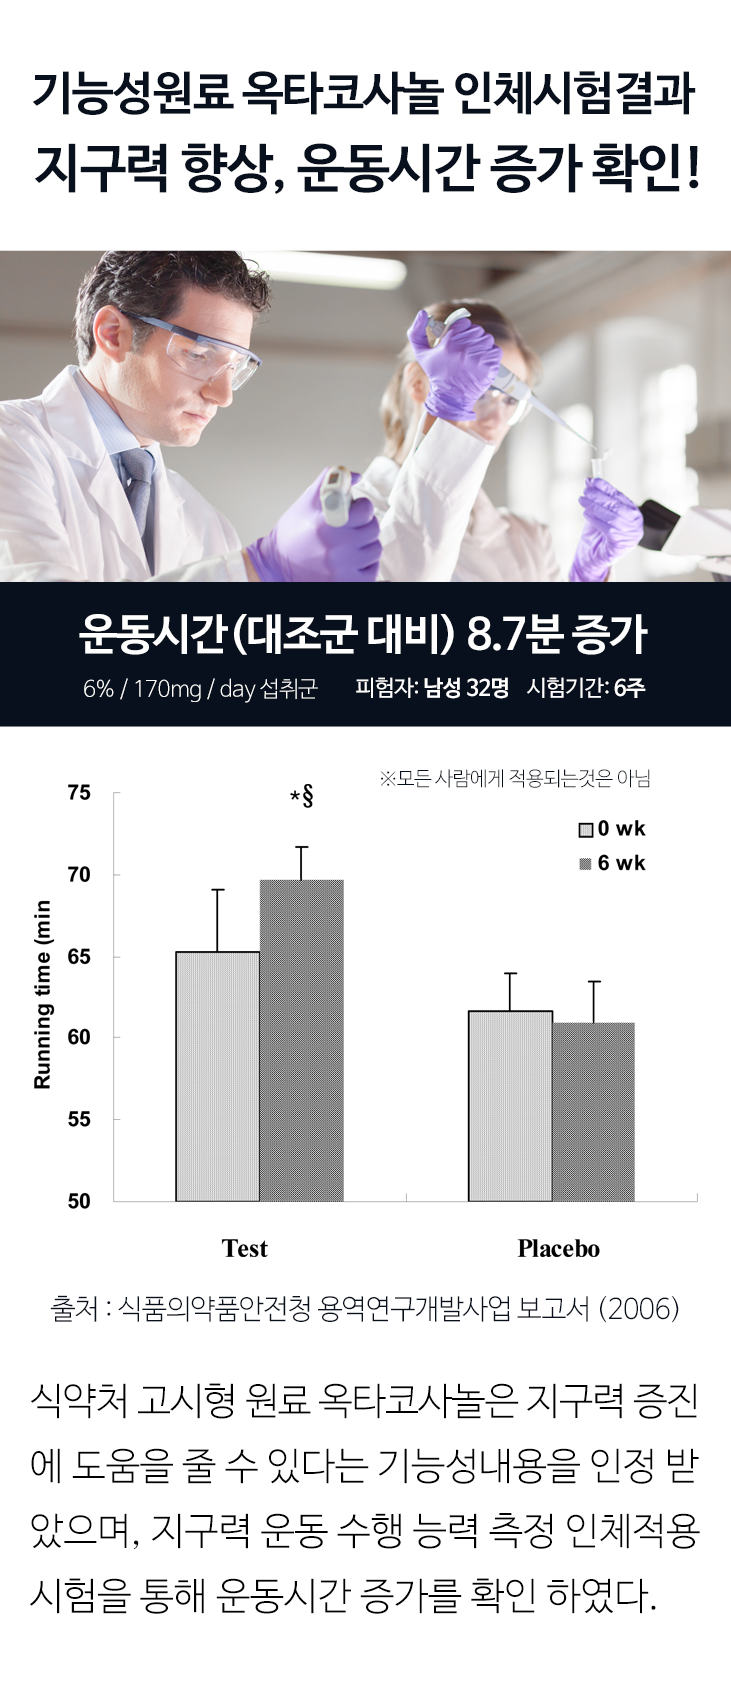 기능성원료 옥타코사놀 인체시험결과
지구력 향상, 운동시간 증가 확인!
운동시간(대조군 대비) 8.7분 증가
6% / 170mg / day 섭취군 피험자: 남성 32명 시험기간: 6주
※모든 사람에게 적용되는것은 아님
75
*§
0 wk
6 wk
70
65
60
55
50
Running time (min
Test
Placebo
출처 : 식품의약품안전청 용역연구개발사업 보고서 (2006)
식약처 고시형 원료 옥타코사놀은 지구력 증진
에 도움을 줄 수 있다는 기능성내용을 인정 받
았으며, 지구력 운동 수행 능력 측정 인체적용
시험을 통해 운동시간 증가를 확인 하였다.